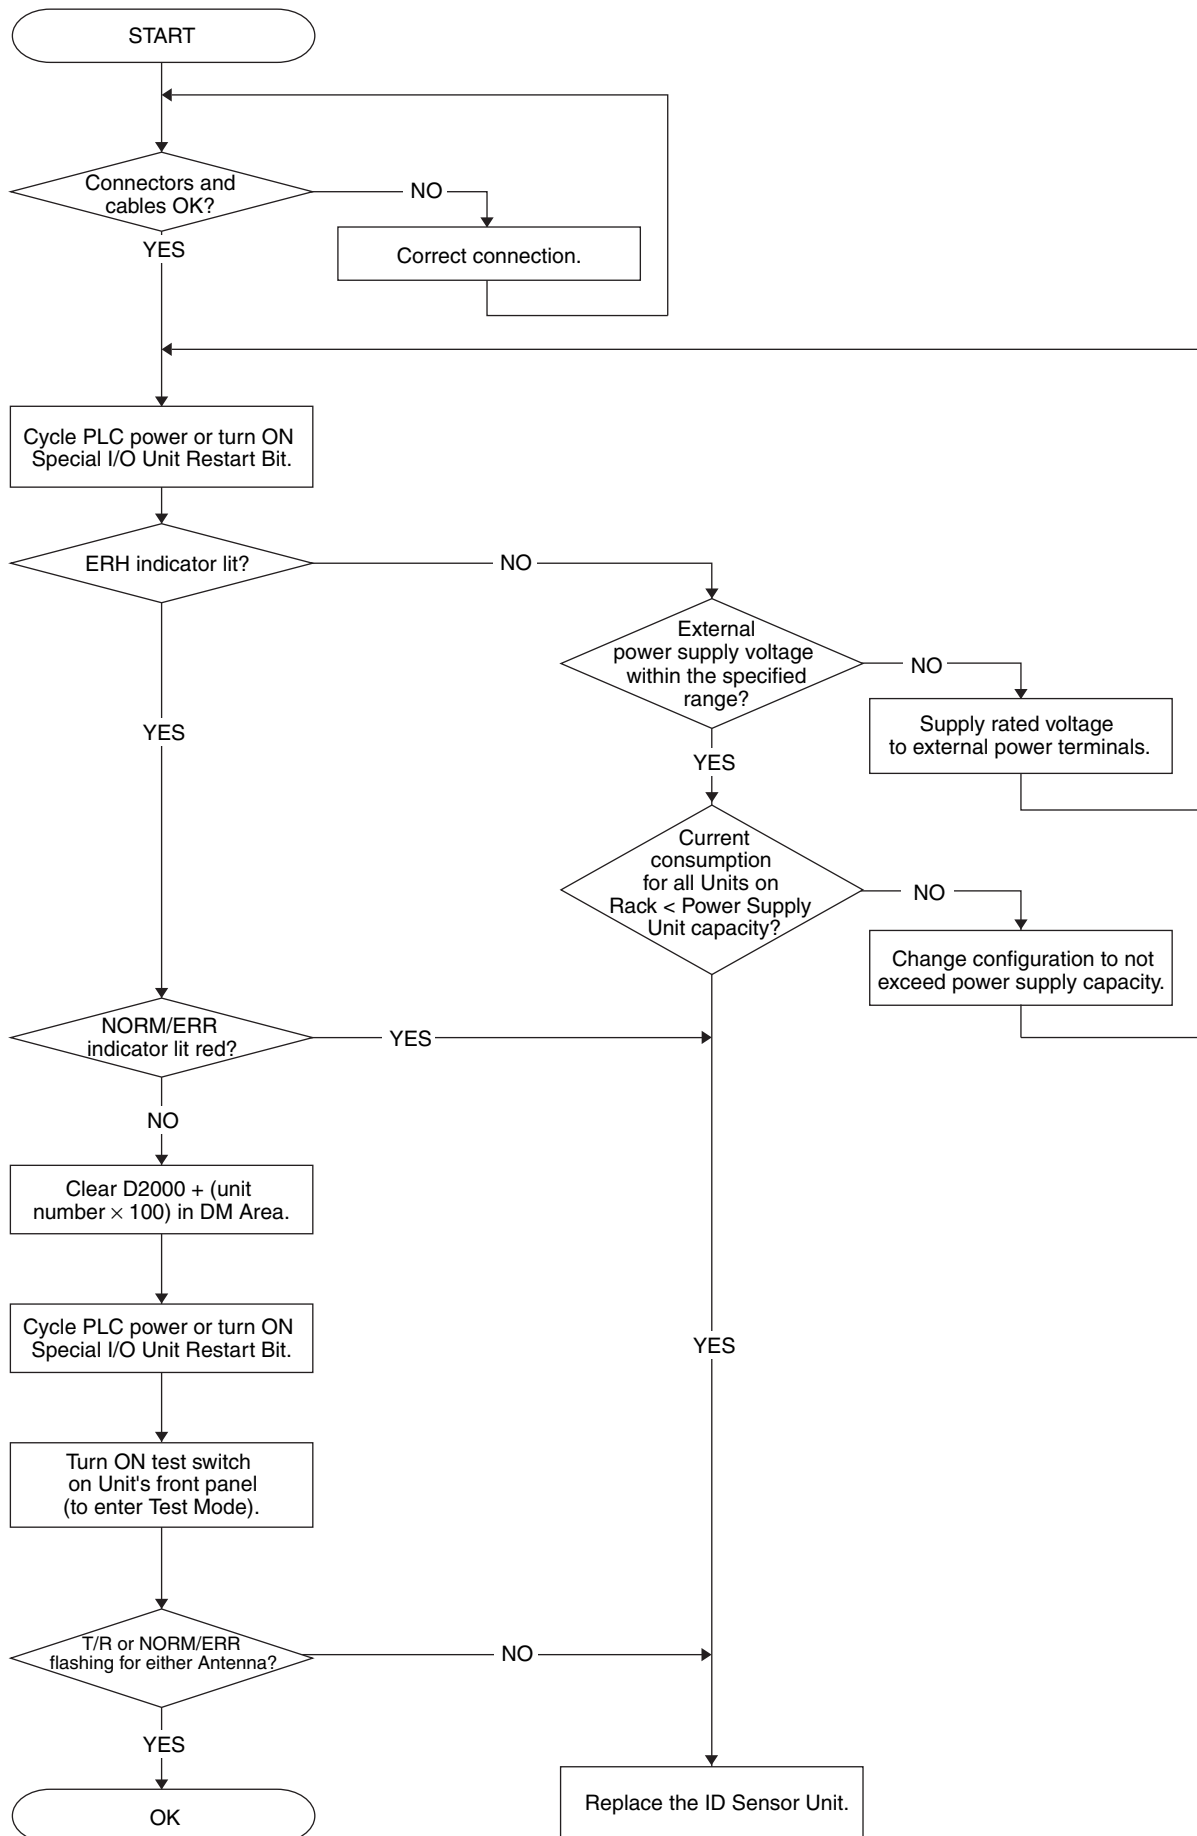 START
Connectors and
cables OK?
NO
YES
Correct connection.
Cycle PLC power or turn ON
Special I/O Unit Restart Bit.
ERH indicator lit?
NO
External
power supply voltage
within the specified
range?
NO
YES
Supply rated voltage
to external power terminals.
YES
Current
consumption
for all Units on
Rack < Power Supply
Unit capacity?
NO
Change configuration to not
exceed power supply capacity.
NORM/ERR
indicator lit red?
YES
NO
Clear D2000 + (unit
number × 100) in DM Area.
Cycle PLC power or turn ON
Special I/O Unit Restart Bit.
YES
Turn ON test switch
on Unit's front panel
(to enter Test Mode).
T/R or NORM/ERR
flashing for either Antenna?
NO
YES
OK
Replace the ID Sensor Unit.